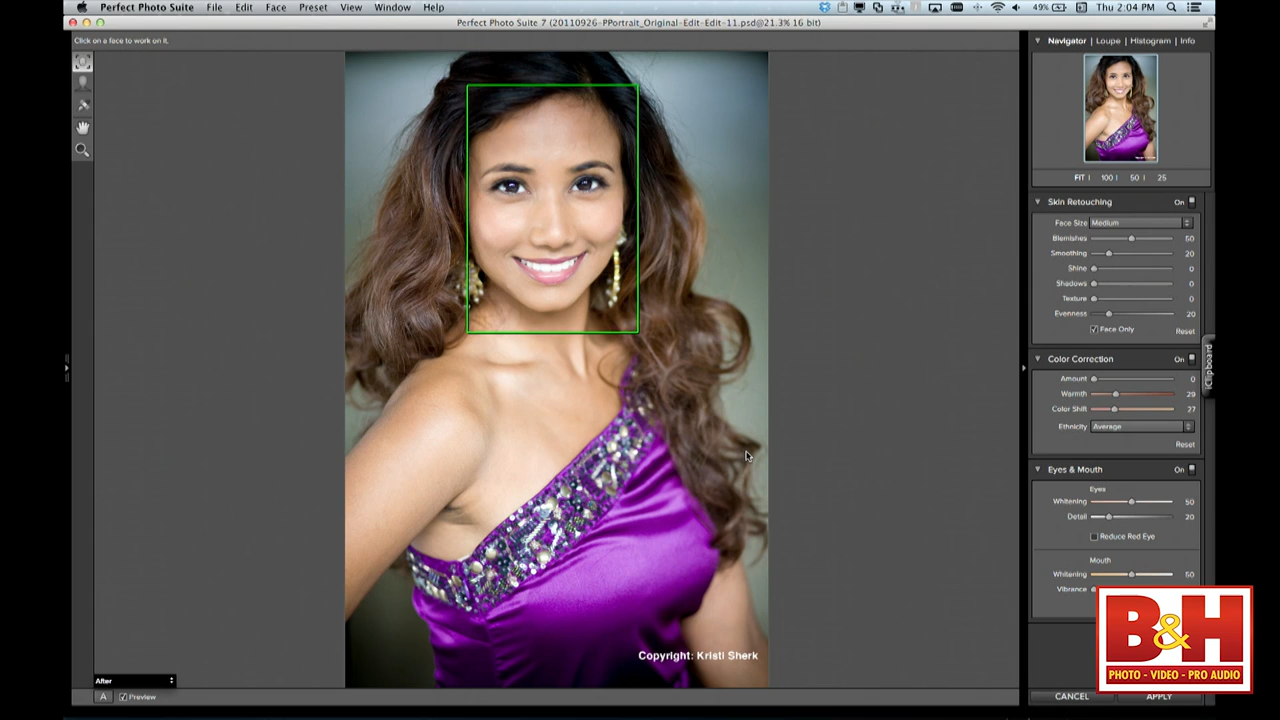 Perfect Photo Suite File Edit Face Preset View Window Help 49% Thu 2:04 PM
Perfect Photo Suite 7 (20110926-PPortrait_Original-Edit-Edit-11.psd@21.3% 16 bit)
Click on a face to work on it.
Navigator | Loupe | Histogram | Info
FIT | 100 | 50 | 25
Skin Retouching On
Face Size Medium
Blemishes 50
Smoothing 20
Shine 0
Shadows 0
Texture 0
Evenness 20
Face Only Reset
iClipboard
Color Correction On
Amount 0
Warmth 29
Color Shift 27
Ethnicity Average
Reset
Eyes & Mouth On
Eyes
Whitening 50
Detail 20
Reduce Red Eye
Mouth
Whitening 50
Vibrance
Copyright: Kristi Sherk
B&H
PHOTO - VIDEO - PRO AUDIO
After
A Preview
CANCEL APPLY